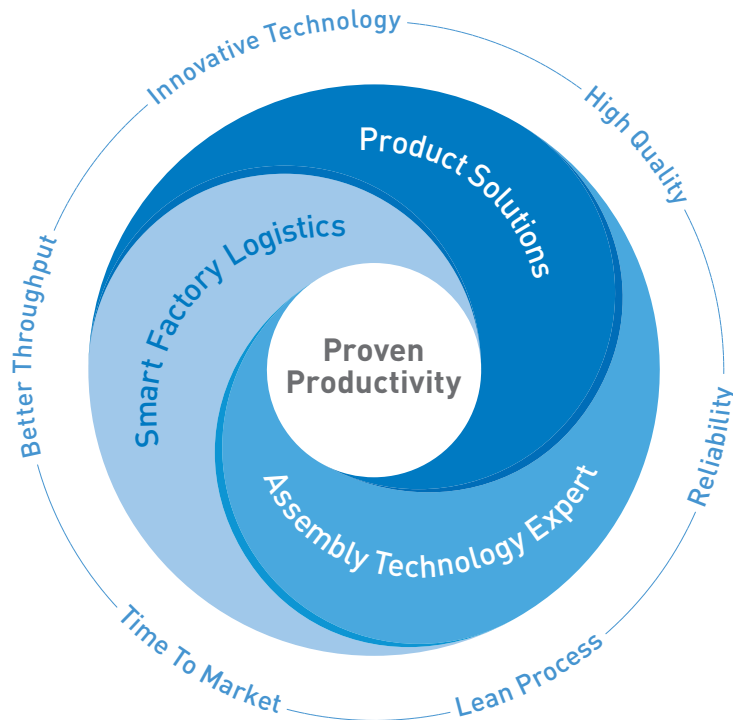 Innovative Technology
High Quality
Reliability
Lean Process
Time To Market
Better Throughput
Product Solutions
Assembly Technology Expert
Smart Factory Logistics
Proven
Productivity